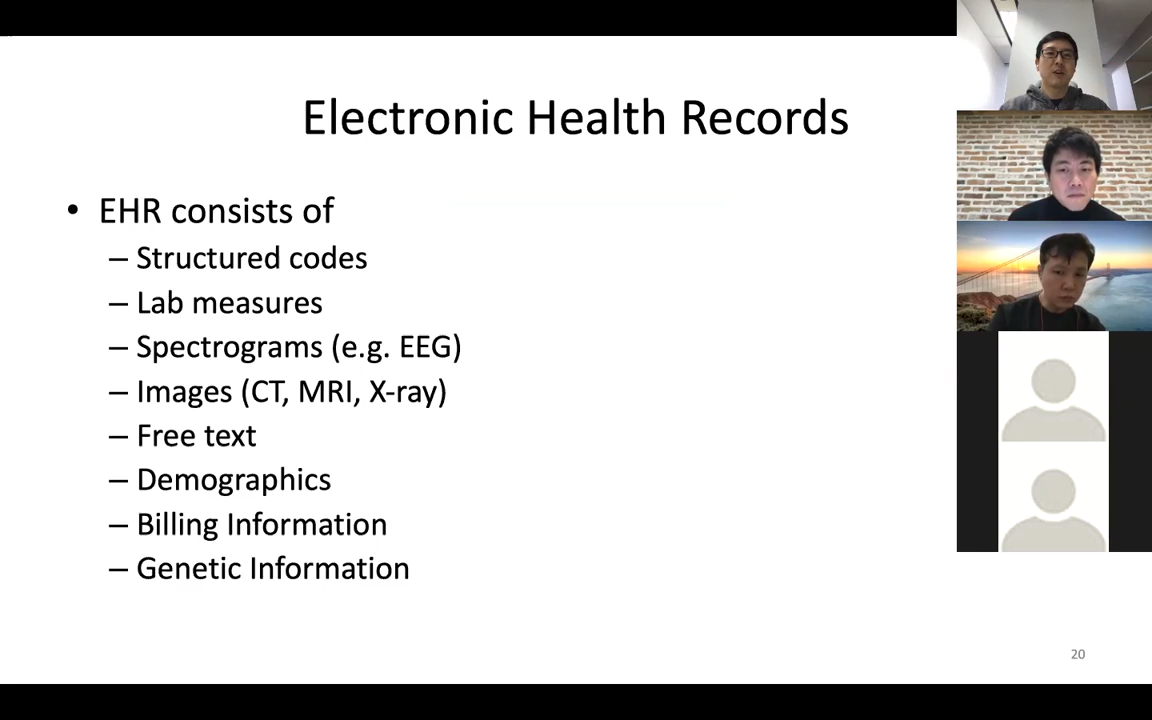 Electronic Health Records
• EHR consists of
– Structured codes
– Lab measures
– Spectrograms (e.g. EEG)
– Images (CT, MRI, X-ray)
– Free text
– Demographics
– Billing Information
– Genetic Information
20